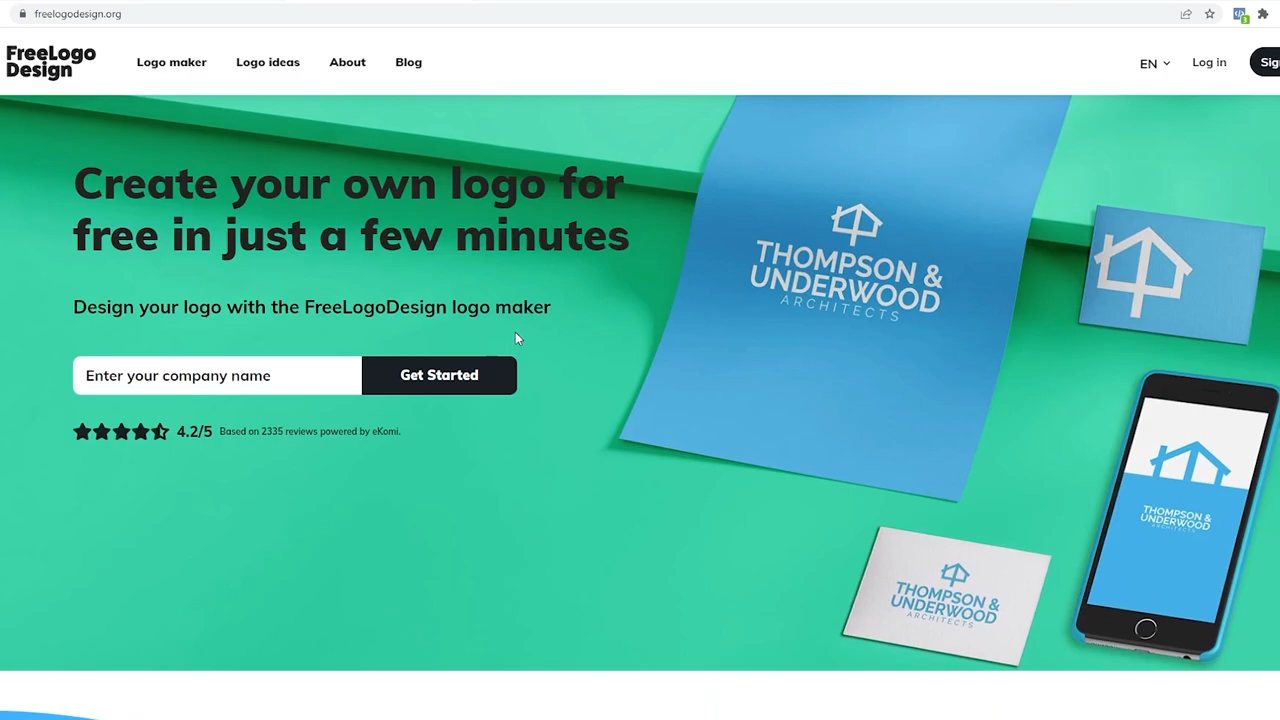 freelogodesign.org
3
FreeLogo
Design
Logo maker
Logo ideas
About
Blog
EN
Log in
Create your own logo for
free in just a few minutes
Design your logo with the FreeLogoDesign logo maker
Enter your company name
Get Started
4.2/5
Based on 2335 reviews powered by eKomi.
THOMPSON &
UNDERWOOD
ARCHITECTS
THOMPSON &
UNDERWOOD
ARCHITECTS
THOMPSON &
UNDERWOOD
ARCHITECTS